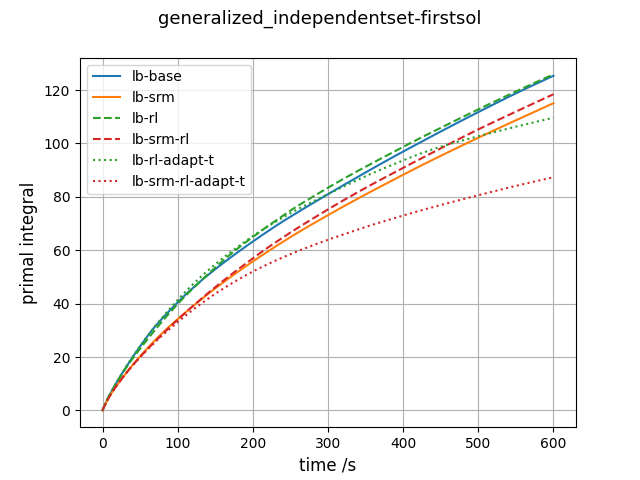 generalized_independentset-firstsol
lb-base
lb-srm
lb-rl
lb-srm-rl
lb-rl-adapt-t
lb-srm-rl-adapt-t
primal integral
120
100
80
60
40
20
0
0 100 200 300 400 500 600
time /s